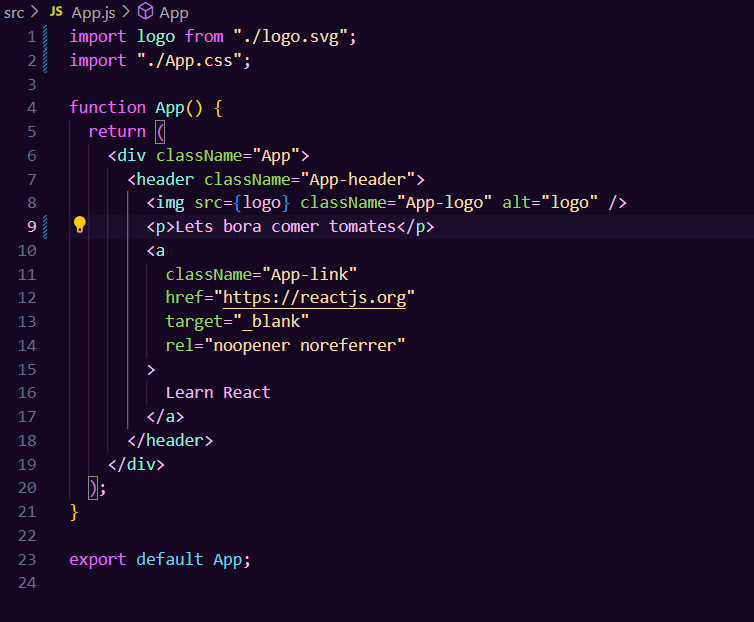 src > JS App.js > App
1 import logo from "./logo.svg";
2 import "./App.css";
3
4 function App() {
5   return (
6     <div className="App">
7       <header className="App-header">
8         <img src={logo} className="App-logo" alt="logo" />
9         <p>Lets bora comer tomates</p>
10         <a
11           className="App-link"
12           href="https://reactjs.org"
13           target="_blank"
14           rel="noopener noreferrer"
15         >
16           Learn React
17         </a>
18       </header>
19     </div>
20   );
21 }
22
23 export default App;
24